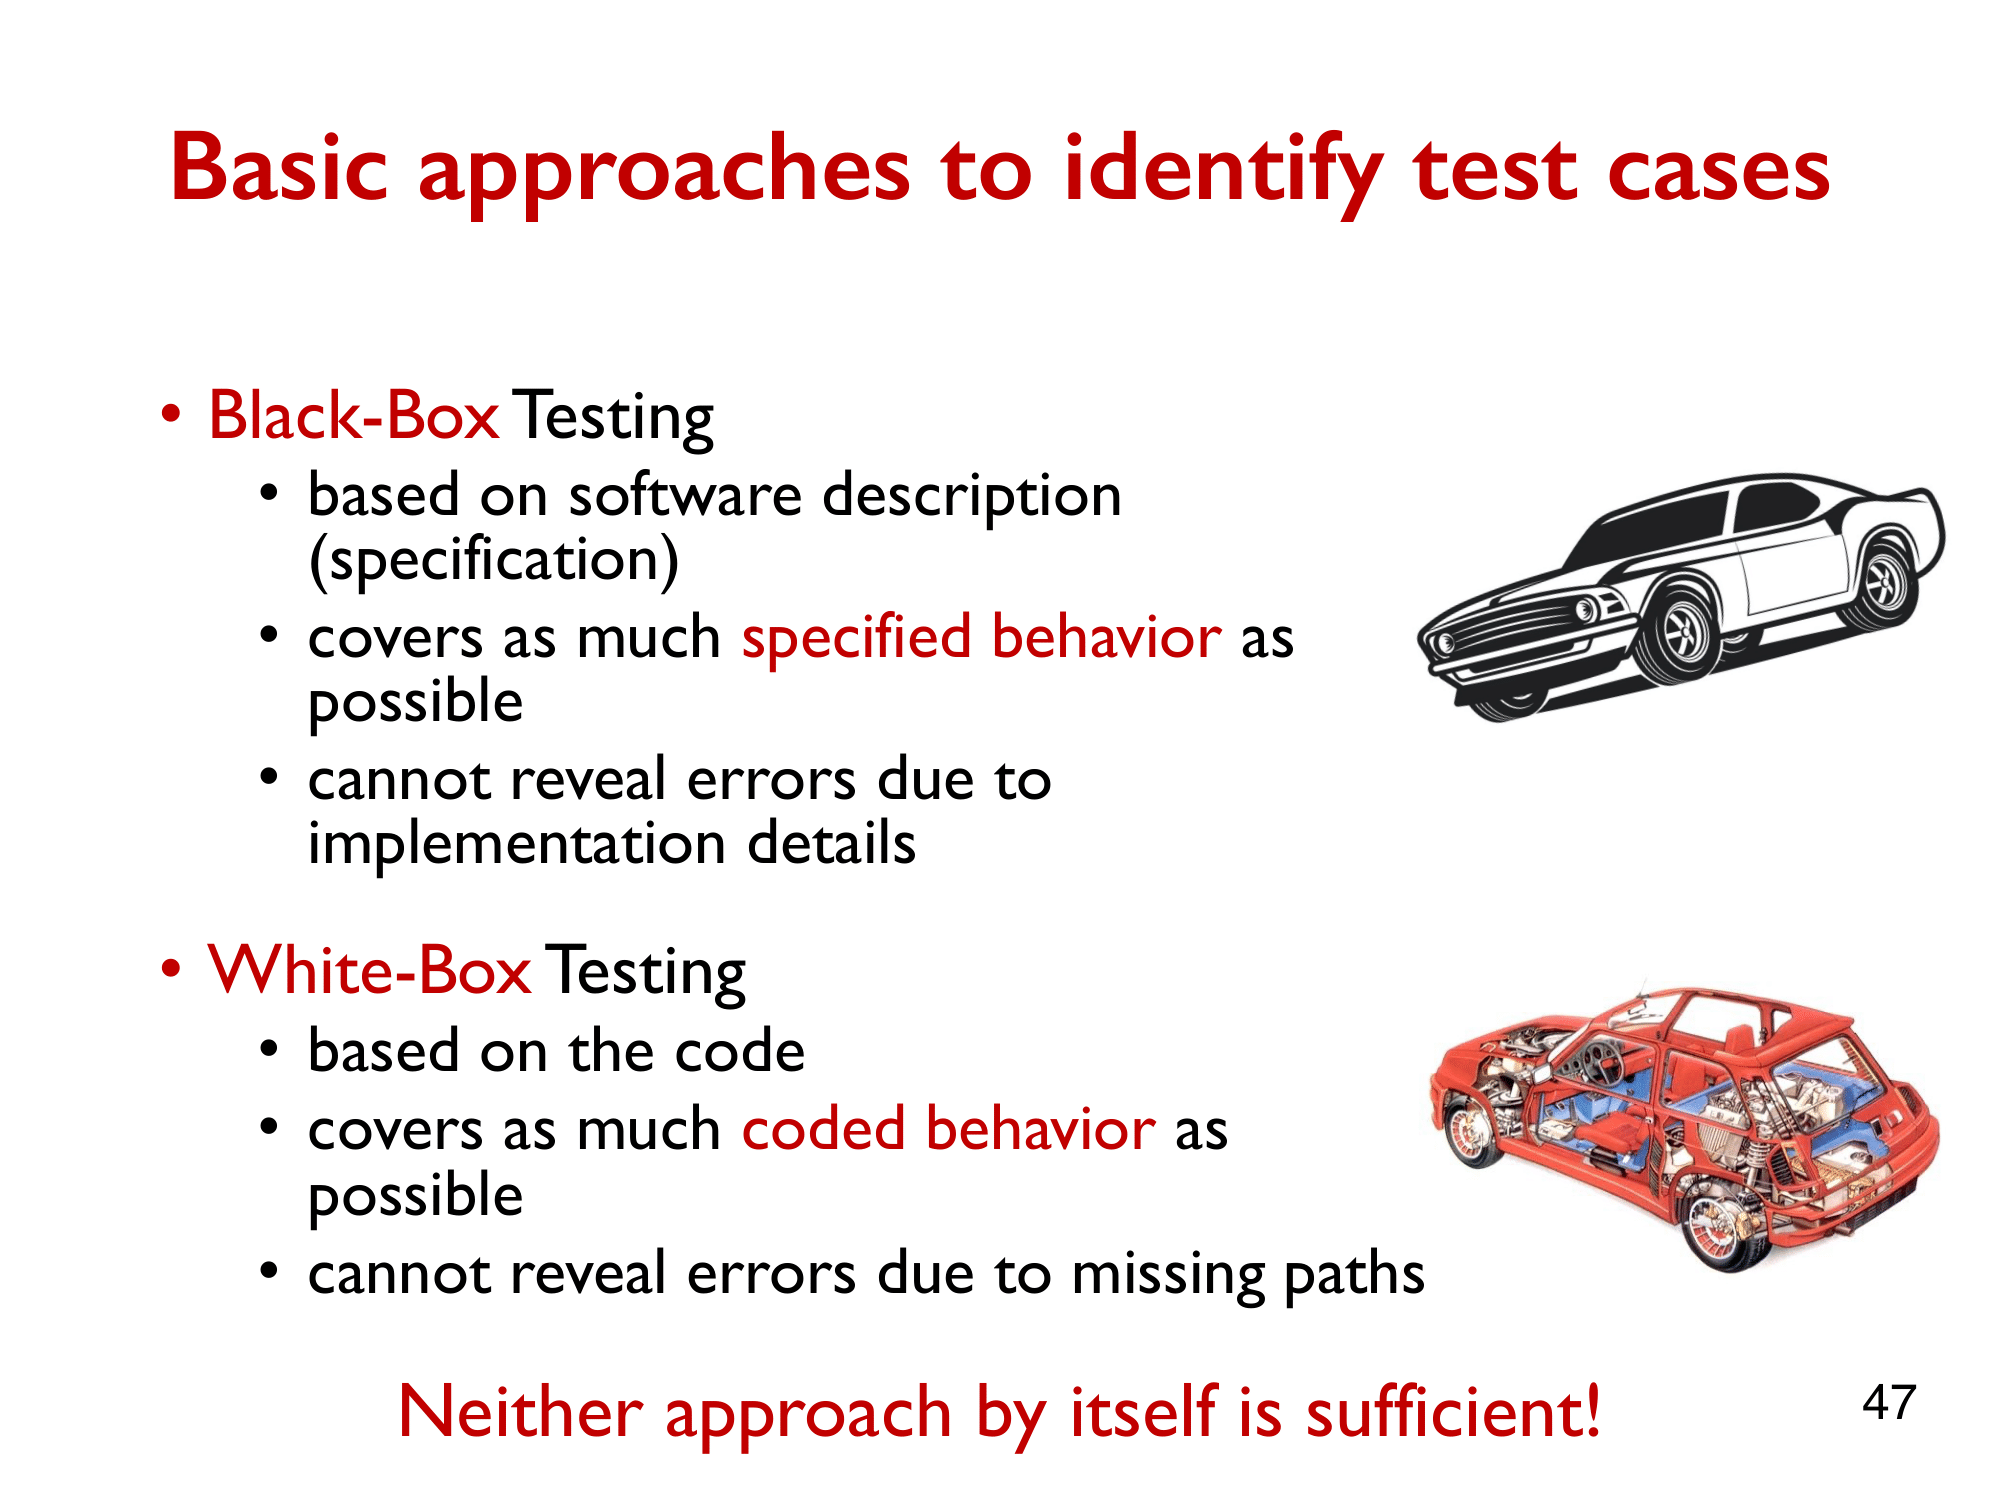 Basic approaches to identify test cases
• Black-Box Testing
• based on software description
(specification)
• covers as much specified behavior as
possible
• cannot reveal errors due to
implementation details
• White-Box Testing
• based on the code
• covers as much coded behavior as
possible
• cannot reveal errors due to missing paths
Neither approach by itself is sufficient!
47